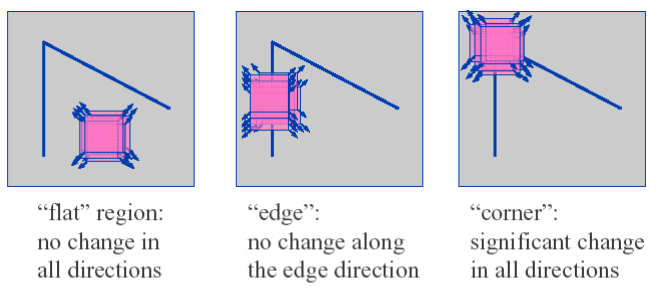 “flat” region:
no change in
all directions
“edge”:
no change along
the edge direction
“corner”:
significant change
in all directions